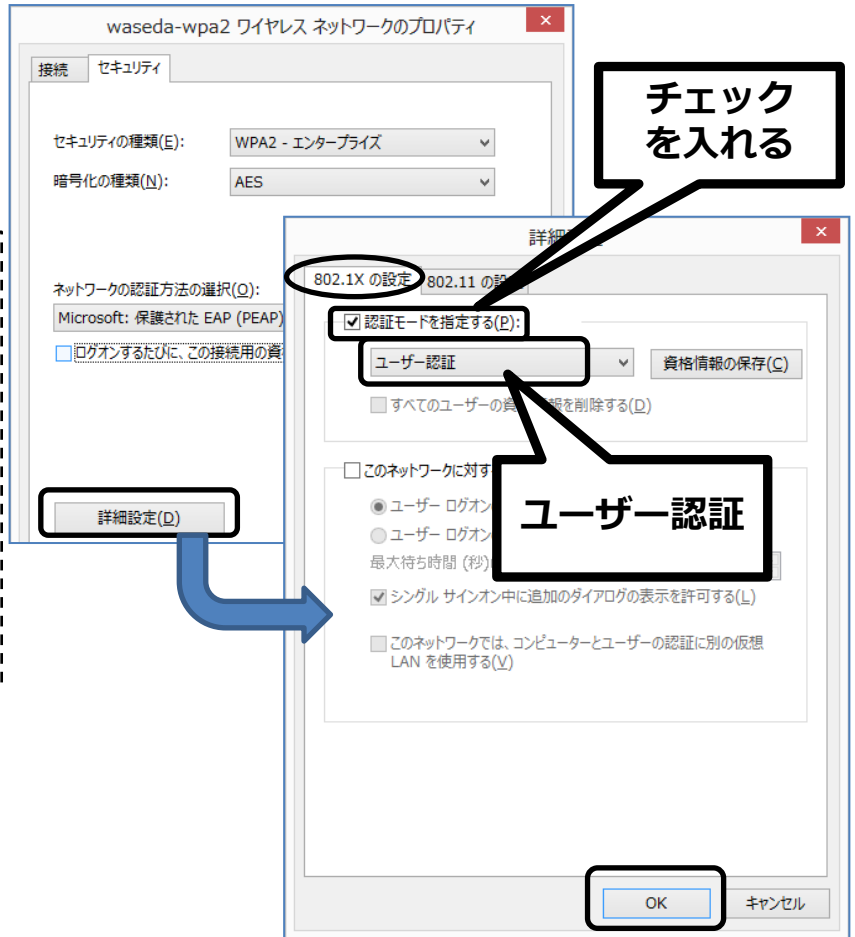 waseda-wpa2 ワイヤレス ネットワークのプロパティ
接続 セキュリティ
セキュリティの種類(E): WPA2 - エンタープライズ
暗号化の種類(N): AES
ネットワークの認証方法の選択(O):
Microsoft: 保護された EAP (PEAP)
ログオンするたびに、この接続用の資
詳細設定(D)
チェック
を入れる
詳細
802.1X の設定 802.11 の設
認証モードを指定する(P):
ユーザー認証 資格情報の保存(C)
すべてのユーザーの資 報を削除する(D)
このネットワークに対す
ユーザー ログオン
ユーザー ログオン
最大待ち時間 (秒)
ユーザー認証
シングル サインオン中に追加のダイアログの表示を許可する(L)
このネットワークでは、コンピューターとユーザーの認証に別の仮想
LAN を使用する(V)
OK キャンセル